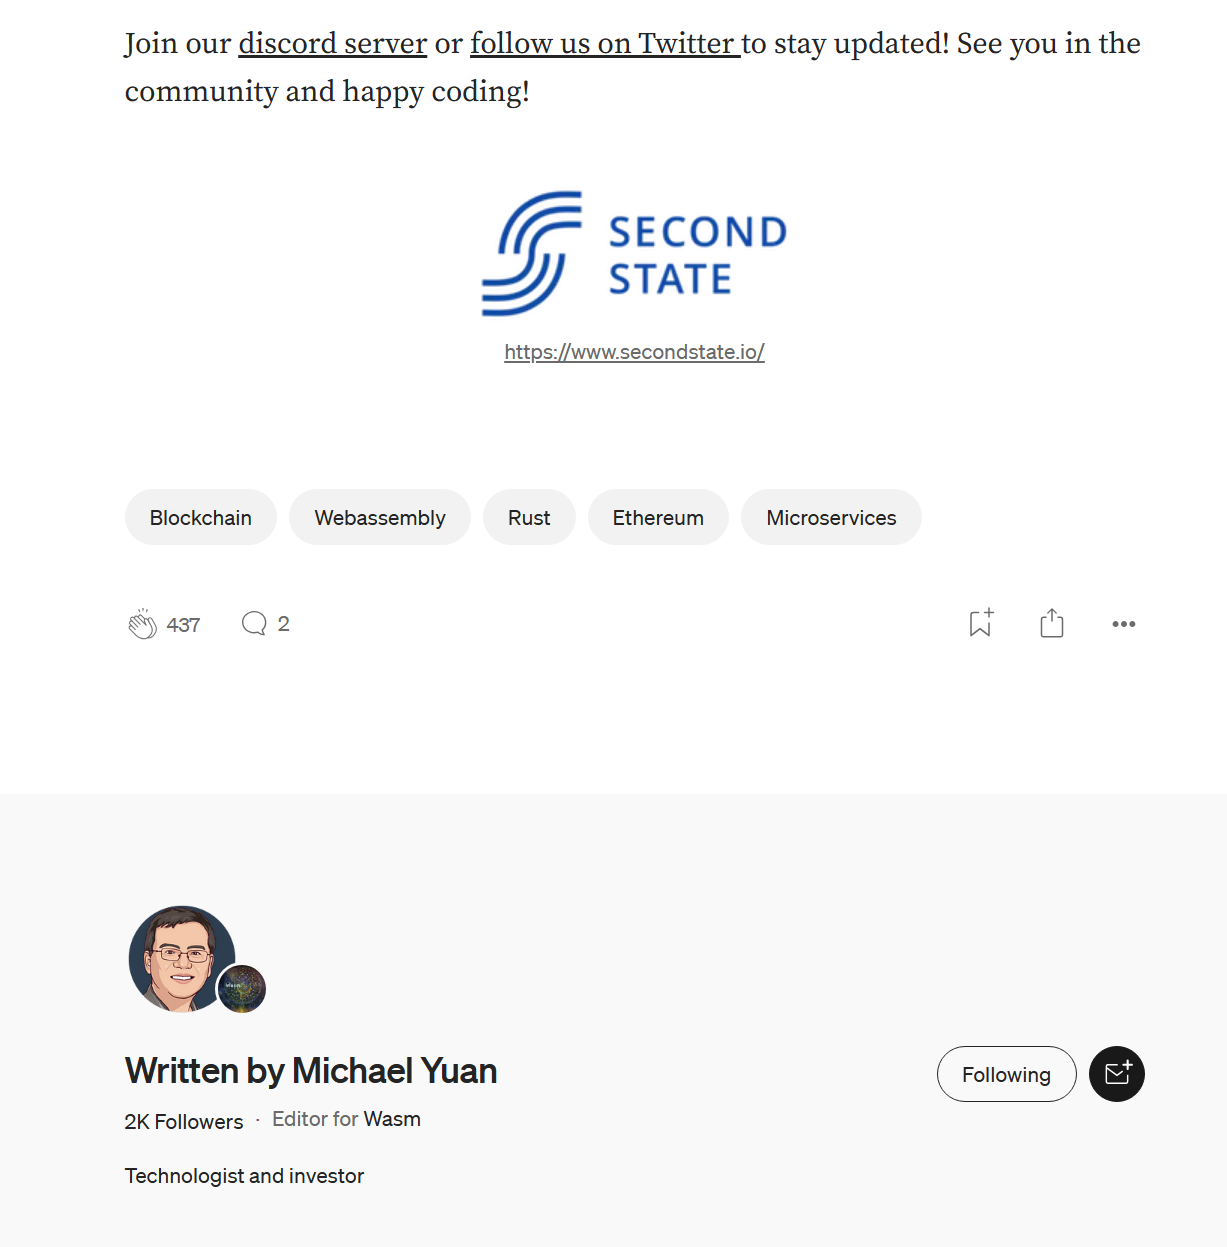 Join our discord server or follow us on Twitter to stay updated! See you in the
community and happy coding!
SECOND
STATE
https://www.secondstate.io/
Blockchain Webassembly Rust Ethereum Microservices
437 2
Written by Michael Yuan
Following
2K Followers · Editor for Wasm
Technologist and investor